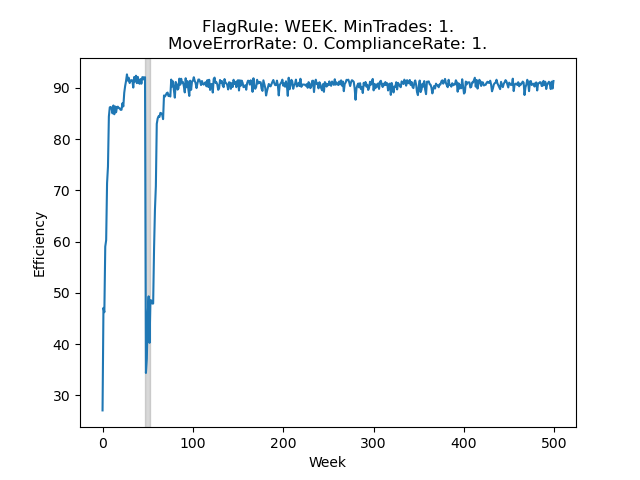 FlagRule: WEEK. MinTrades: 1.
MoveErrorRate: 0. ComplianceRate: 1.
90
80
70
60
50
40
30
Efficiency
0 100 200 300 400 500
Week